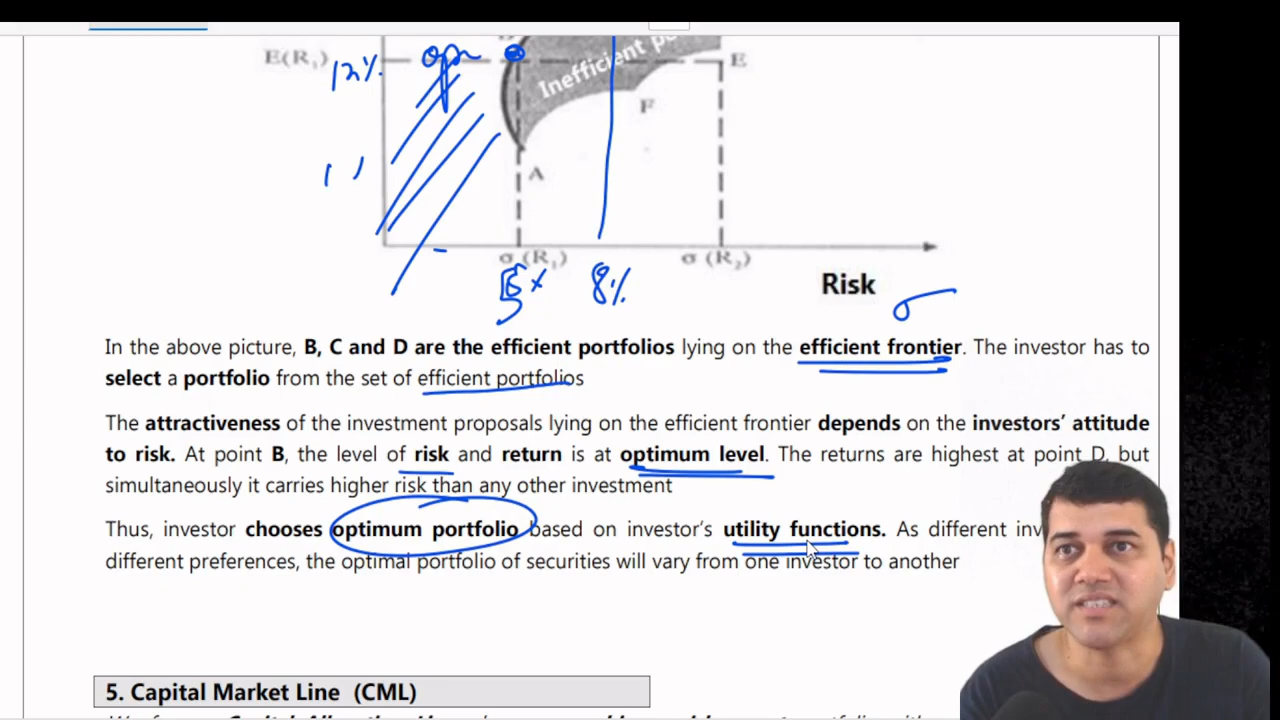 E(R₁)
12%
opn
Inefficient
E
F
A
σ (R₁)
σ (R₂)
5%
8%
Risk
σ
In the above picture, B, C and D are the efficient portfolios lying on the efficient frontier. The investor has to
select a portfolio from the set of efficient portfolios
The attractiveness of the investment proposals lying on the efficient frontier depends on the investors' attitude
to risk. At point B, the level of risk and return is at optimum level. The returns are highest at point D, but
simultaneously it carries higher risk than any other investment
Thus, investor chooses optimum portfolio based on investor's utility functions. As different
different preferences, the optimal portfolio of securities will vary from one investor to another
5. Capital Market Line (CML)